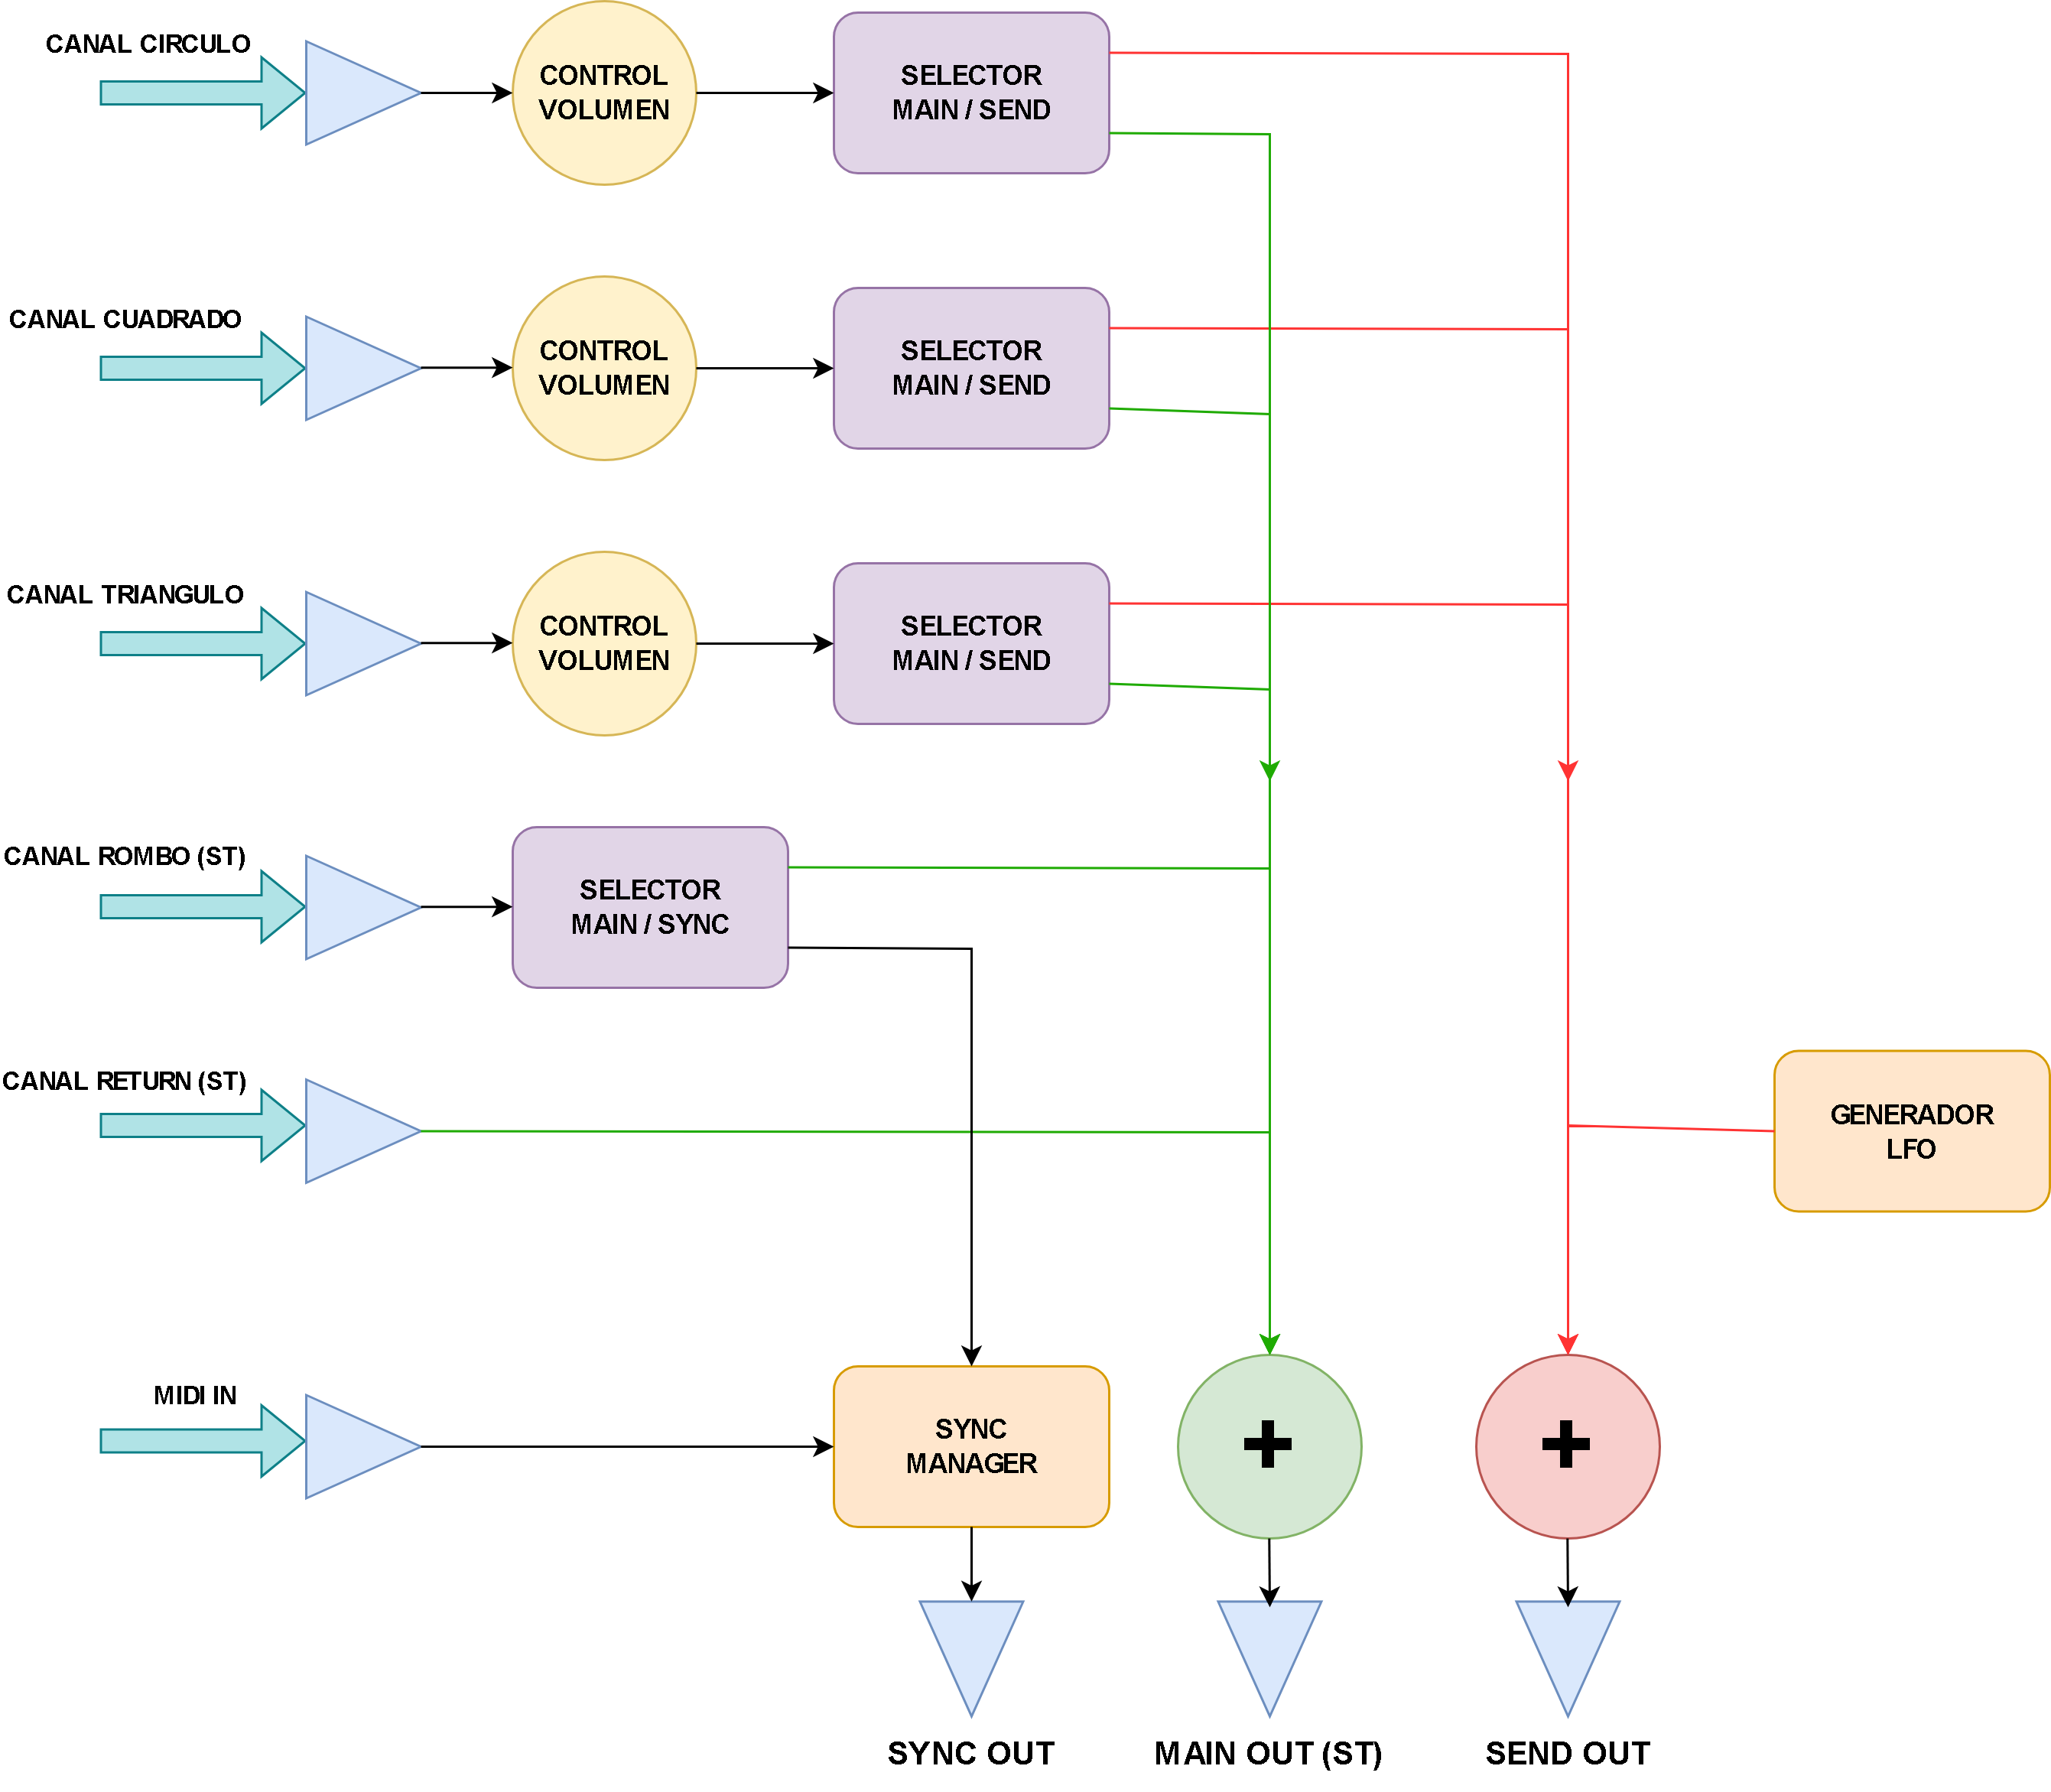 CANAL CIRCULO
CONTROL
VOLUMEN
SELECTOR
MAIN / SEND
CANAL CUADRADO
CONTROL
VOLUMEN
SELECTOR
MAIN / SEND
CANAL TRIANGULO
CONTROL
VOLUMEN
SELECTOR
MAIN / SEND
CANAL ROMBO (ST)
SELECTOR
MAIN / SYNC
CANAL RETURN (ST)
GENERADOR
LFO
MIDI IN
SYNC
MANAGER
+
+
SYNC OUT
MAIN OUT (ST)
SEND OUT